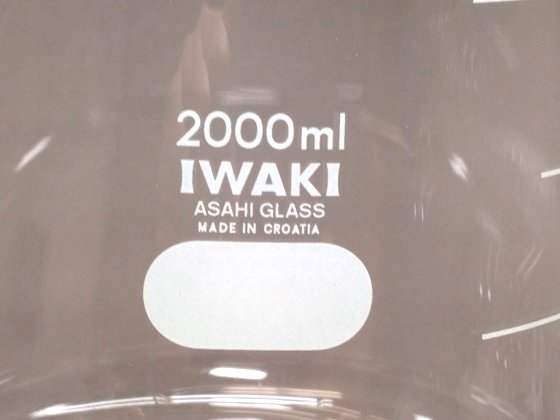 2000ml
IWAKI
ASAHI GLASS
MADE IN CROATIA